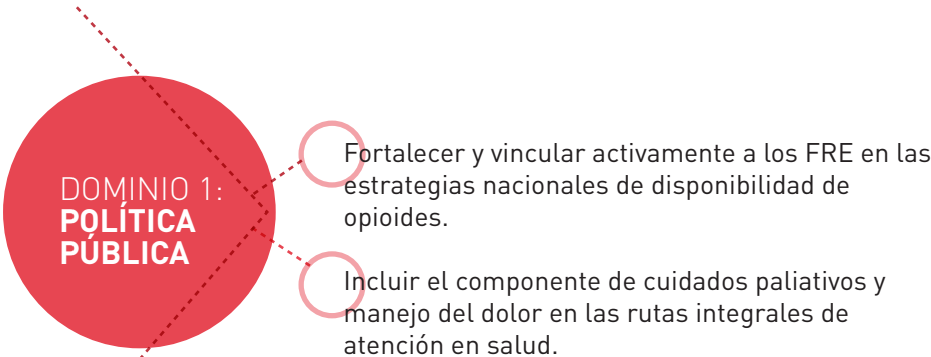 DOMINIO 1:
POLÍTICA
PÚBLICA
Fortalecer y vincular activamente a los FRE en las
estrategias nacionales de disponibilidad de
opioides.
Incluir el componente de cuidados paliativos y
manejo del dolor en las rutas integrales de
atención en salud.